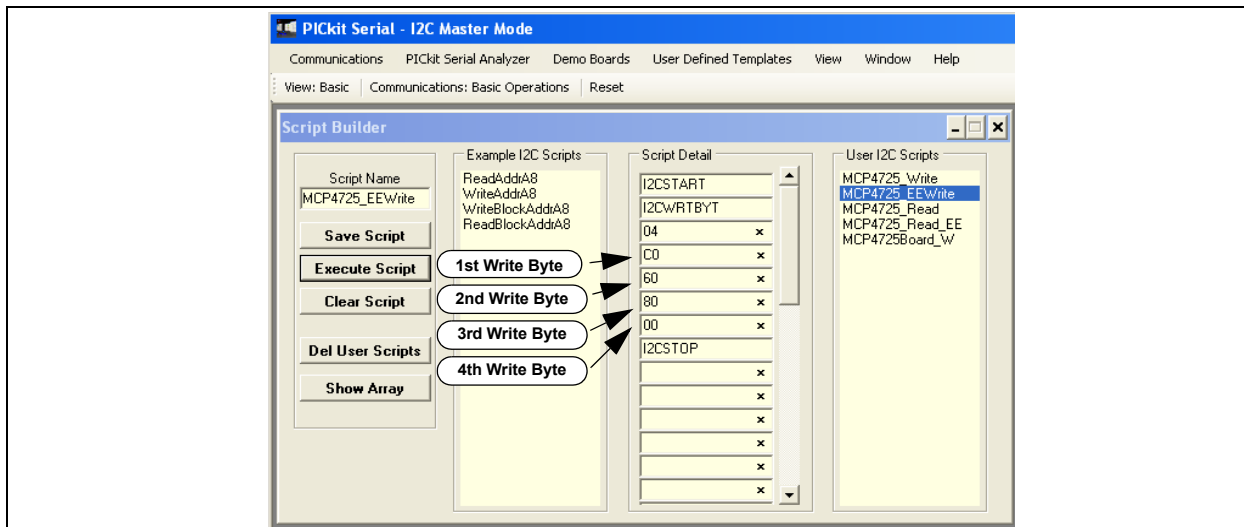 PICkit Serial - I2C Master Mode
Communications PICkit Serial Analyzer Demo Boards User Defined Templates View Window Help
View: Basic Communications: Basic Operations Reset
Script Builder
Script Name
MCP4725_EEWrite
Save Script
Execute Script
Clear Script
Del User Scripts
Show Array
Example I2C Scripts
ReadAddrA8
WriteAddrA8
WriteBlockAddrA8
ReadBlockAddrA8
1st Write Byte
2nd Write Byte
3rd Write Byte
4th Write Byte
Script Detail
I2CSTART
I2CWRTBYT
04 x
C0 x
60 x
80 x
00 x
I2CSTOP
x
x
x
x
x
x
User I2C Scripts
MCP4725_Write
MCP4725_EEWrite
MCP4725_Read
MCP4725_Read_EE
MCP4725Board_W